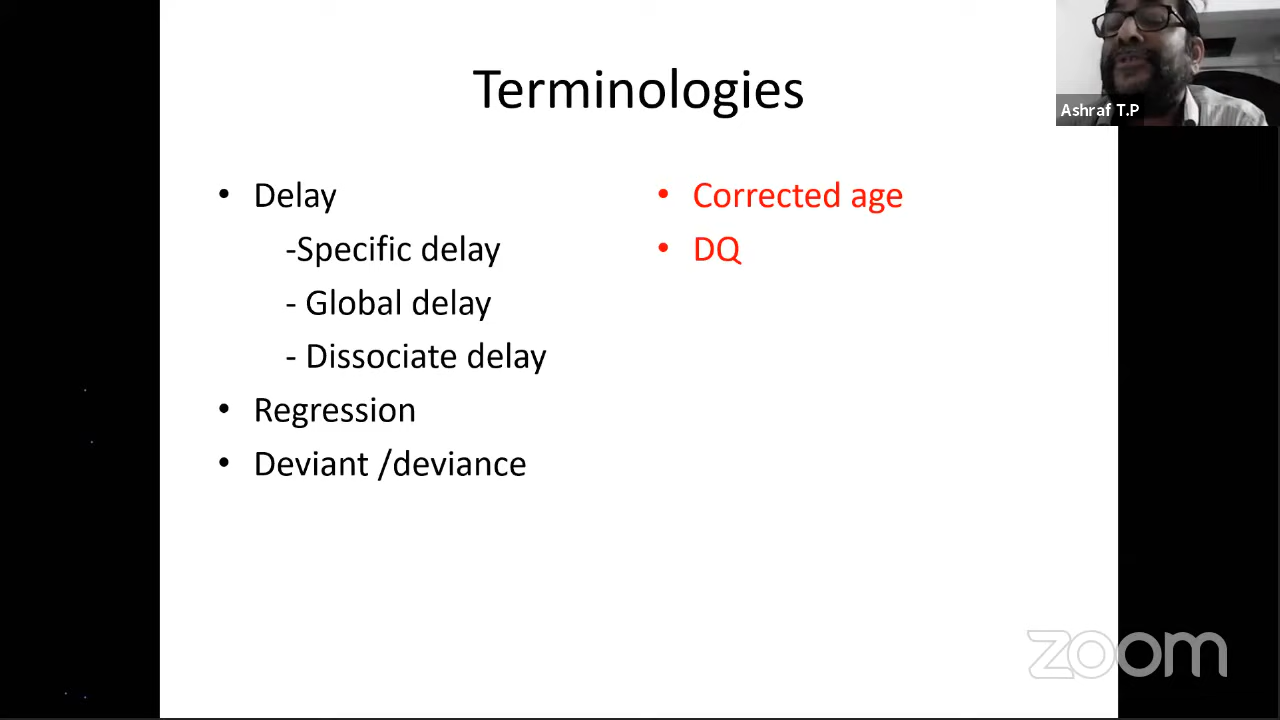 Terminologies
Ashraf T.P
• Delay
-Specific delay
- Global delay
- Dissociate delay
• Regression
• Deviant /deviance
• Corrected age
• DQ
zoom